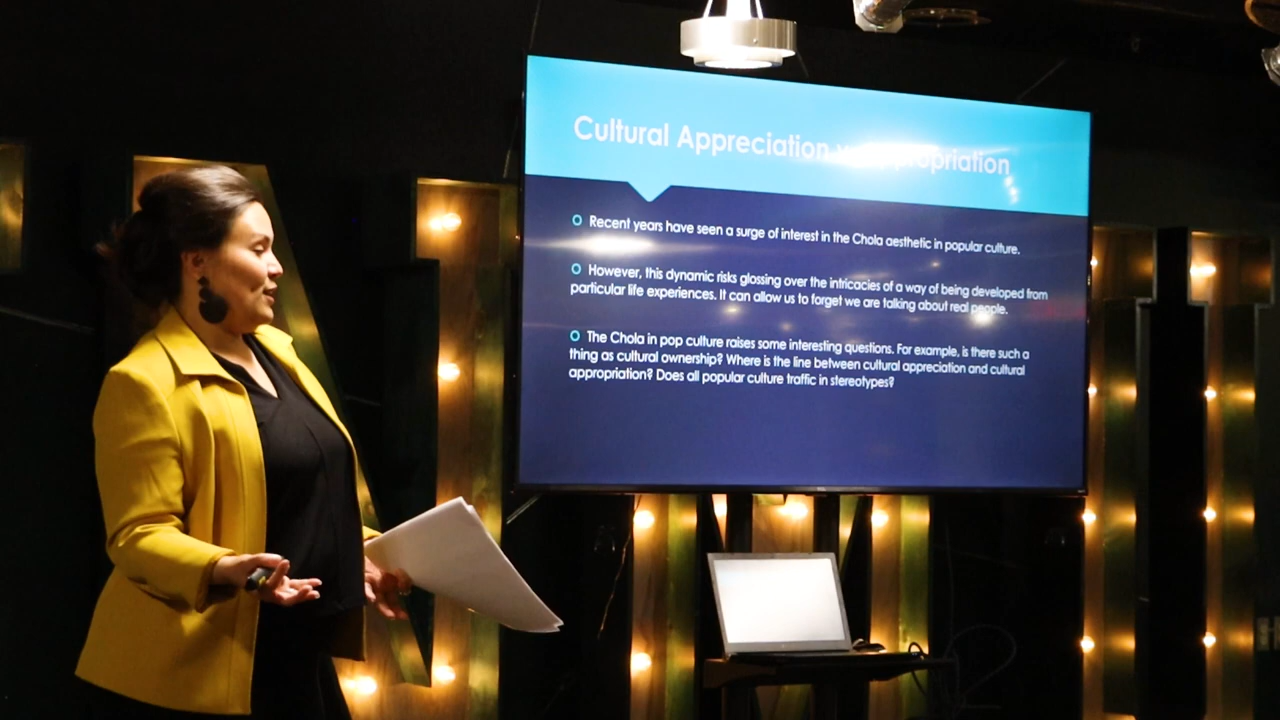 Cultural Appreciation Appropriation
O Recent years have seen a surge of interest in the Chola aesthetic in popular culture.
O However, this dynamic risks glossing over the intricacies of a way of being developed from
particular life experiences. It can allow us to forget we are talking about real people.
O The Chola in pop culture raises some interesting questions. For example, is there such a
thing as cultural ownership? Where is the line between cultural appreciation and cultural
appropriation? Does all popular culture traffic in stereotypes?